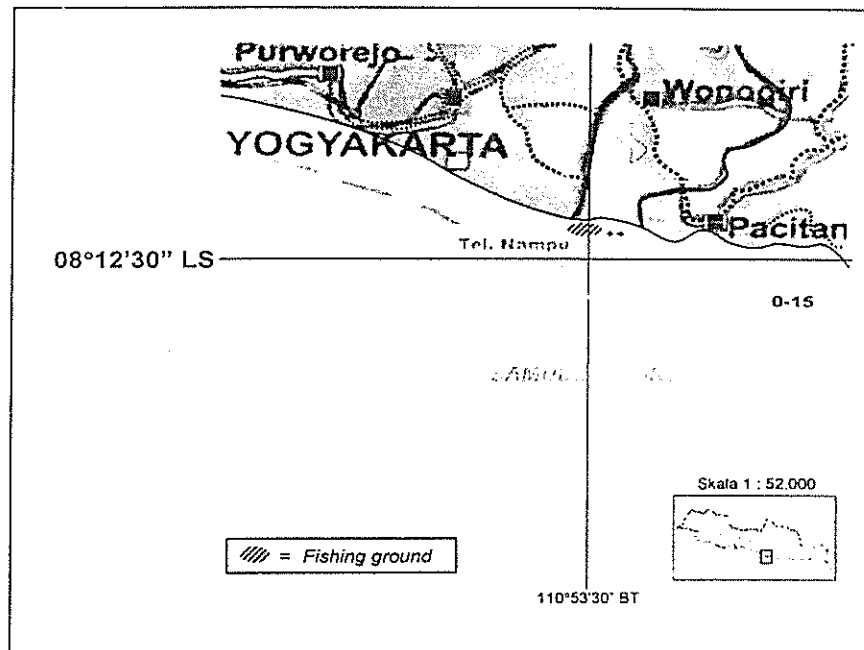 Purworejo
Wonogiri
YOGYAKARTA
Pacitan
Tel. Nampu
08°12'30" LS
0-15
Skala 1 : 52.000
= Fishing ground
110°53'30" BT